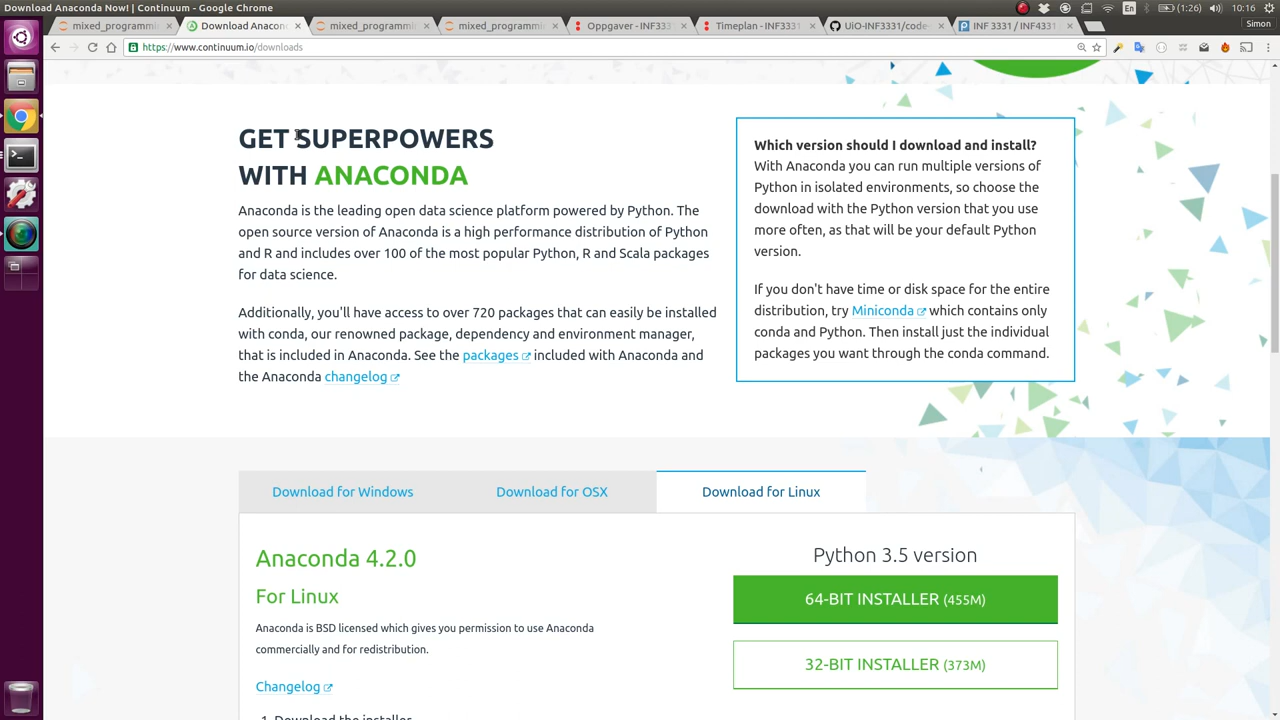 Download Anaconda Now! | Continuum - Google Chrome
En
(1:26)
10:16
mixed_programmin
Download Anacon
mixed_programmin
mixed_programmin
Oppgaver - INF3331
Timeplan - INF3331
UiO-INF3331/code-
INF 3331 / INF4331
Simon
https://www.continuum.io/downloads
GET SUPERPOWERS
WITH ANACONDA
Anaconda is the leading open data science platform powered by Python. The
open source version of Anaconda is a high performance distribution of Python
and R and includes over 100 of the most popular Python, R and Scala packages
for data science.
Additionally, you'll have access to over 720 packages that can easily be installed
with conda, our renowned package, dependency and environment manager,
that is included in Anaconda. See the packages included with Anaconda and
the Anaconda changelog
Which version should I download and install?
With Anaconda you can run multiple versions of
Python in isolated environments, so choose the
download with the Python version that you use
more often, as that will be your default Python
version.
If you don't have time or disk space for the entire
distribution, try Miniconda which contains only
conda and Python. Then install just the individual
packages you want through the conda command.
Download for Windows
Download for OSX
Download for Linux
Anaconda 4.2.0
For Linux
Anaconda is BSD licensed which gives you permission to use Anaconda
commercially and for redistribution.
Changelog
1. Download the installer
Python 3.5 version
64-BIT INSTALLER (455M)
32-BIT INSTALLER (373M)